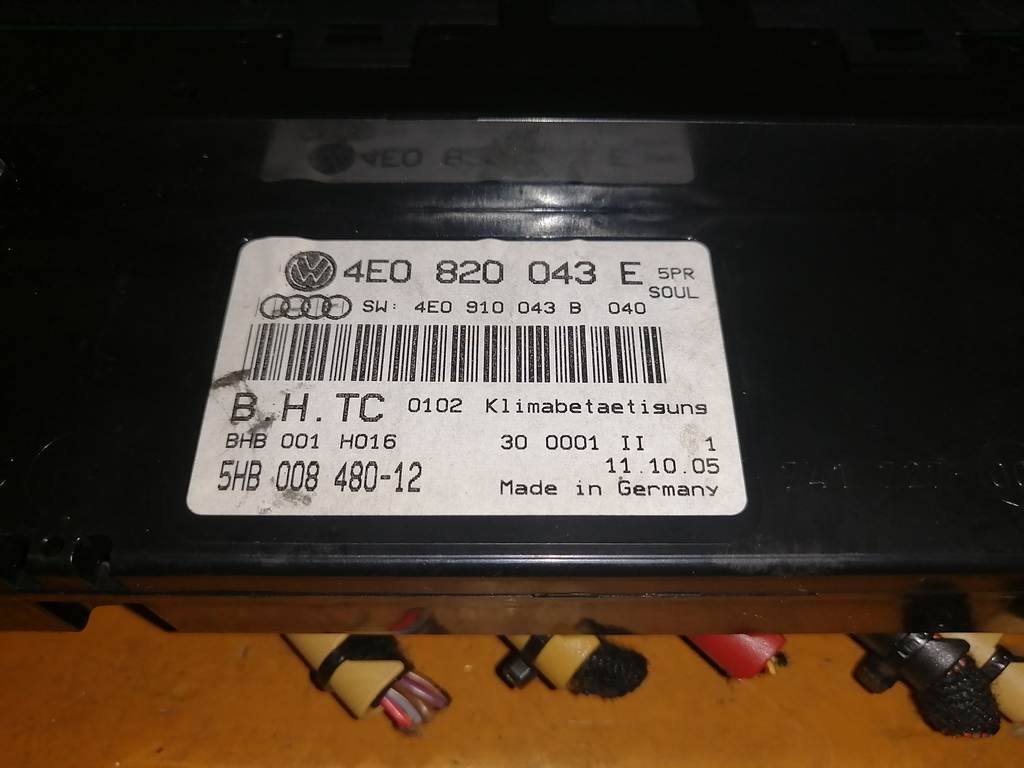 4E0 820 043 E 5PR
SOUL
SW: 4E0 910 043 B 040
B.H.TC 0102 Klimabetaetisuns
BHB 001 H016 30 0001 II 1
11.10.05
5HB 008 480-12 Made in Germany